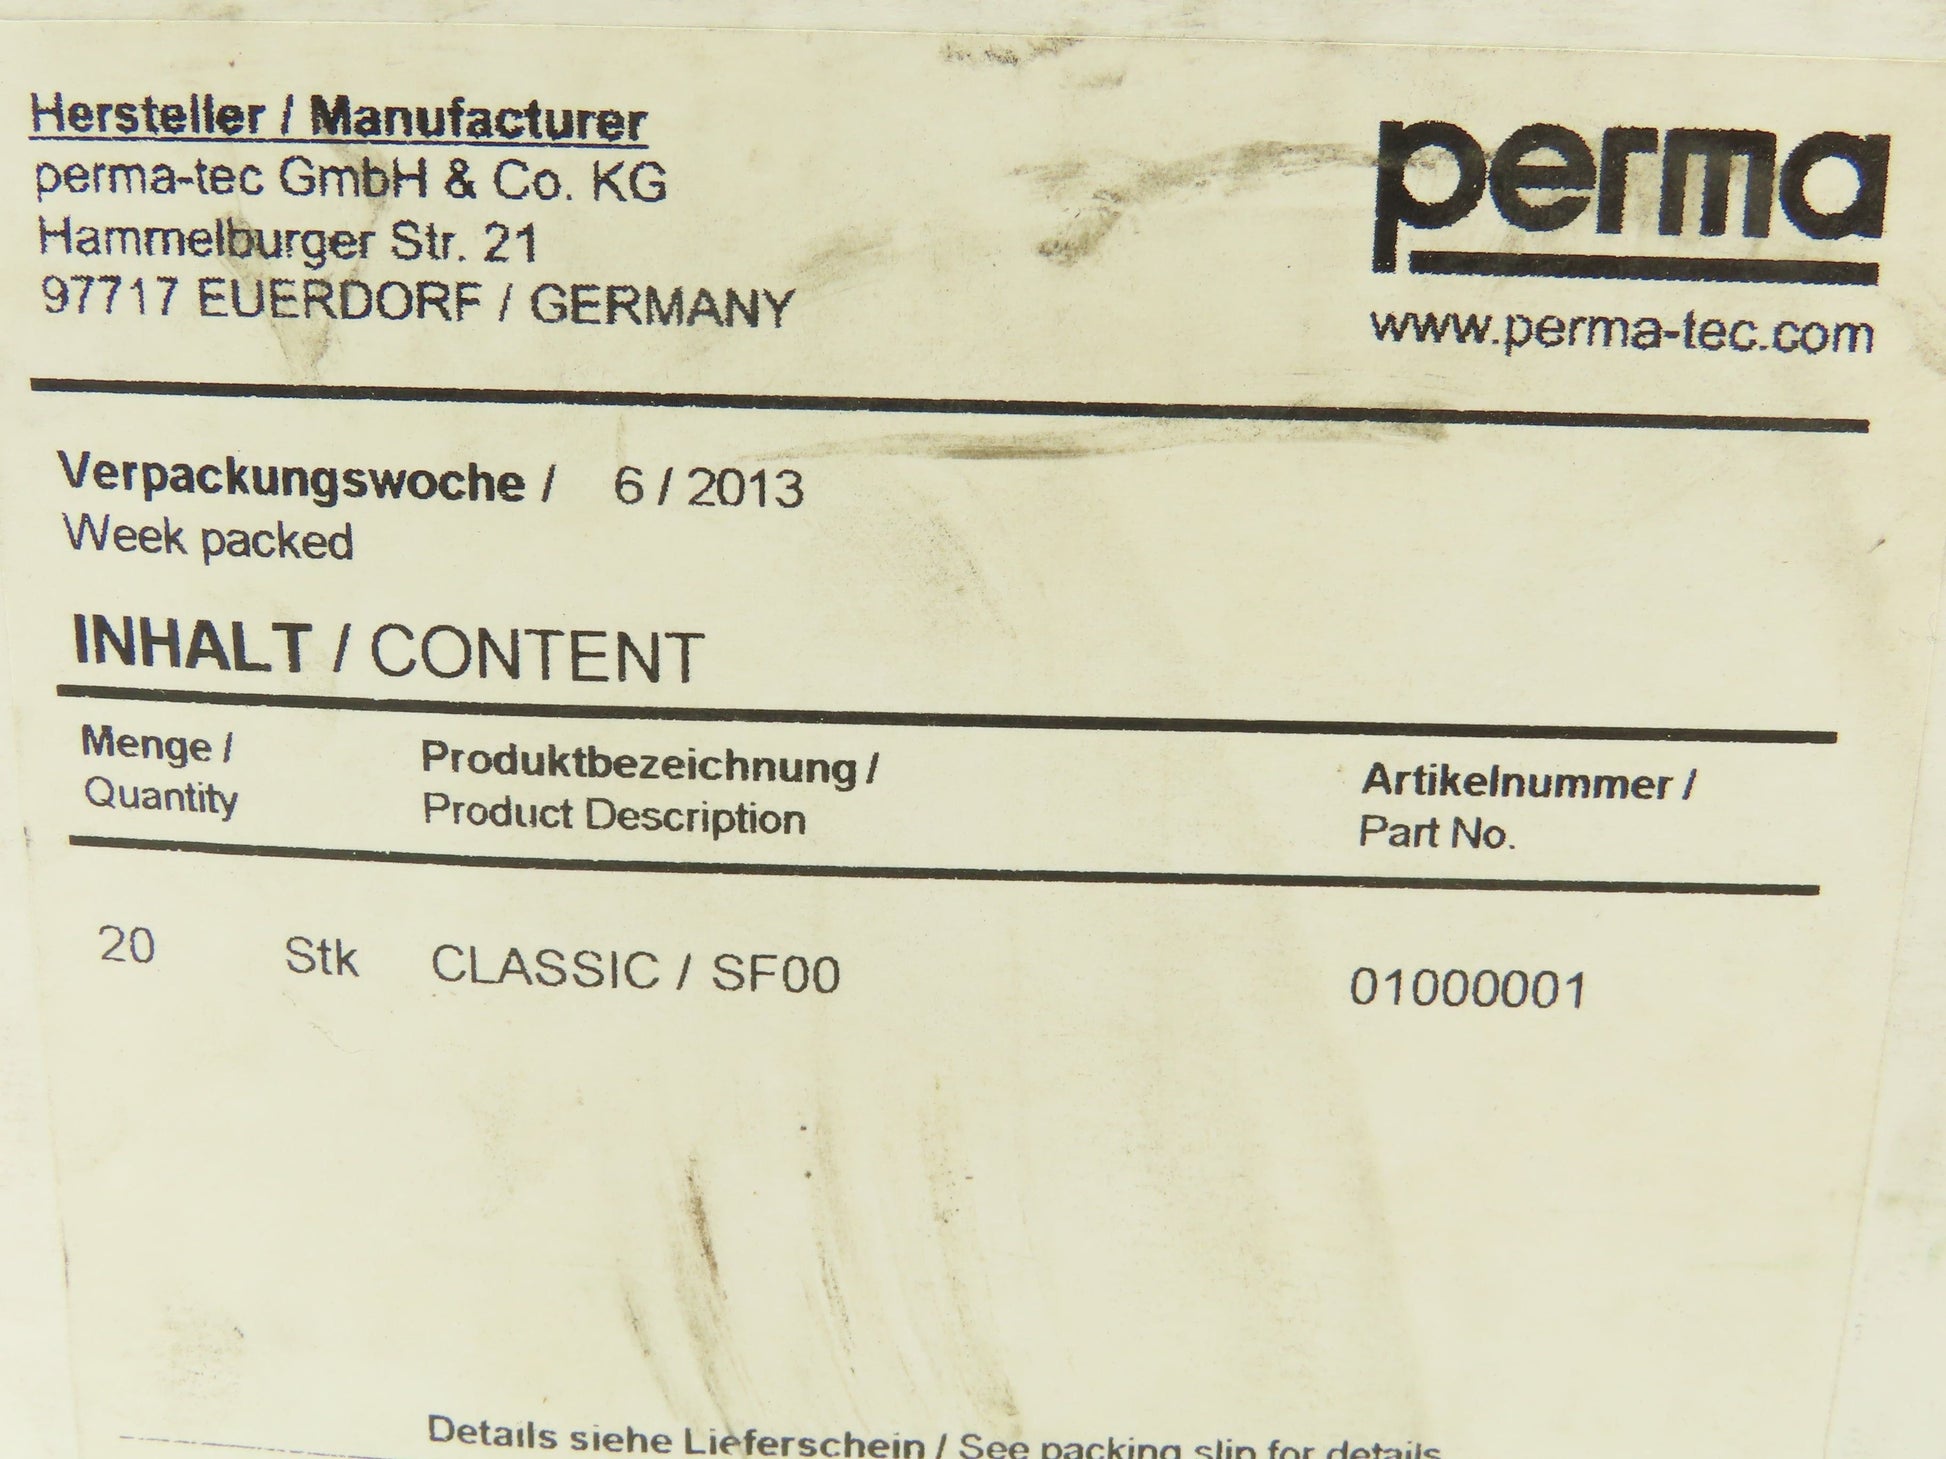 Hersteller / Manufacturer
perma-tec GmbH & Co. KG
Hammelburger Str. 21
97717 EUERDORF / GERMANY
perma
www.perma-tec.com
Verpackungswoche / 6 / 2013
Week packed
INHALT / CONTENT
Menge / Produktbezeichnung / Artikelnummer /
Quantity Product Description Part No.
20 Stk CLASSIC / SF00 01000001
Details siehe Lieferschein / See packing slip for details